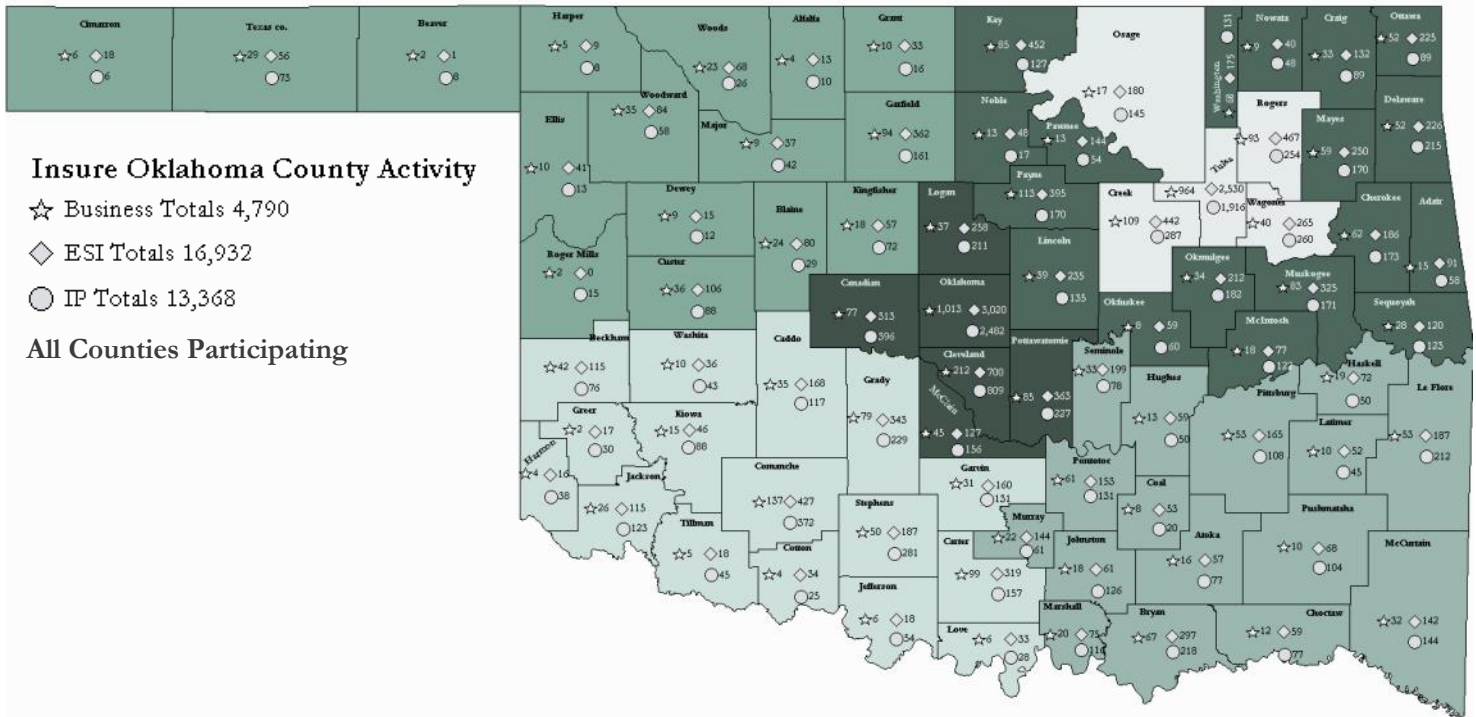 Cimarron
6 18
6
Texas co.
29 56
73
Beaver
2 1
8
Harper
5 9
8
Woods
23 68
26
Alfalfa
4 13
10
Grant
10 33
16
Kay
85 452
127
Osage
17 180
145
Washington
68 175
131
Nowata
9 40
48
Craig
33 132
89
Ottawa
52 225
89
Woodward
35 84
58
Ellis
10 41
13
Major
9 37
42
Garfield
94 362
161
Noble
13 48
17
Pawnee
13 144
54
Rogers
93 467
254
Mayes
59 250
170
Delaware
52 226
215
Insure Oklahoma County Activity
Business Totals 4,790
ESI Totals 16,932
IP Totals 13,368
All Counties Participating
Dewey
9 15
12
Blaine
24 80
29
Kingfisher
18 57
72
Logan
37 258
211
Payne
113 395
170
Creek
109 442
287
Tulsa
964 2,530
1,916
Wagoner
40 265
260
Cherokee
62 186
173
Adair
15 91
58
Roger Mills
2 0
15
Custer
36 106
88
Canadian
77 313
396
Oklahoma
1,013 3,020
2,482
Lincoln
39 235
135
Okmulgee
34 212
182
Muskogee
83 325
171
Okfuskee
8 59
60
McIntosh
18 77
122
Sequoyah
28 120
123
Beckham
42 115
76
Washita
10 36
43
Caddo
35 168
117
Grady
79 343
229
Cleveland
212 700
809
McClain
45 127
156
Pottawatomie
85 363
227
Seminole
33 199
78
Hughes
13 59
50
Pittsburg
53 165
108
Haskell
19 72
50
Le Flore
53 187
212
Latimer
10 52
45
Greer
2 17
30
Kiowa
15 46
88
Harmon
4 16
38
Jackson
26 115
123
Comanche
137 427
372
Tillman
5 18
45
Cotton
4 34
25
Stephens
50 187
281
Garvin
31 160
131
Murray
22 144
61
Pontotoc
61 153
131
Coal
8 53
20
Pushmataha
10 68
104
McCurtain
32 142
144
Carter
99 319
157
Johnston
18 61
126
Atoka
16 57
77
Jefferson
6 18
54
Love
6 33
28
Marshall
20 75
116
Bryan
67 297
218
Choctaw
12 59
77